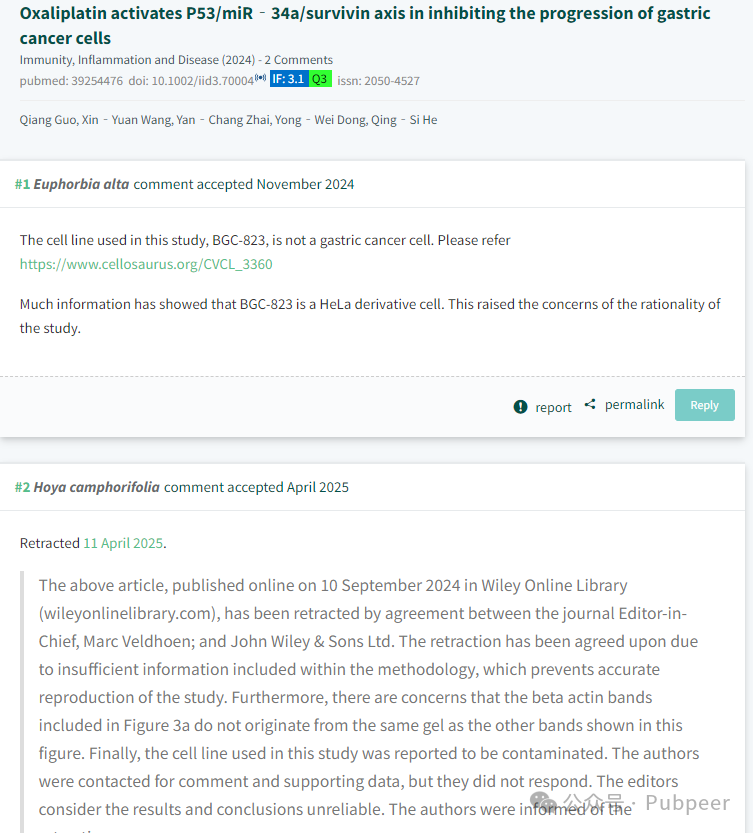 Oxaliplatin activates P53/miR‐34a/survivin axis in inhibiting the progression of gastric
cancer cells
Immunity, Inflammation and Disease (2024) - 2 Comments
pubmed: 39254476 doi: 10.1002/iid3.70004 IF: 3.1 Q3 issn: 2050-4527
Qiang Guo, Xin‐Yuan Wang, Yan‐Chang Zhai, Yong‐Wei Dong, Qing‐Si He
#1 Euphorbia alta comment accepted November 2024
The cell line used in this study, BGC-823, is not a gastric cancer cell. Please refer
https://www.cellosaurus.org/CVCL_3360
Much information has showed that BGC-823 is a HeLa derivative cell. This raised the concerns of the rationality of
the study.
report permalink Reply
#2 Hoya camphorifolia comment accepted April 2025
Retracted 11 April 2025.
The above article, published online on 10 September 2024 in Wiley Online Library
(wileyonlinelibrary.com), has been retracted by agreement between the journal Editor-in-
Chief, Marc Veldhoen; and John Wiley & Sons Ltd. The retraction has been agreed upon due
to insufficient information included within the methodology, which prevents accurate
reproduction of the study. Furthermore, there are concerns that the beta actin bands
included in Figure 3a do not originate from the same gel as the other bands shown in this
figure. Finally, the cell line used in this study was reported to be contaminated. The authors
were contacted for comment and supporting data, but they did not respond. The editors
consider the results and conclusions unreliable. The authors were informed of the
公众号 · Pubpeer